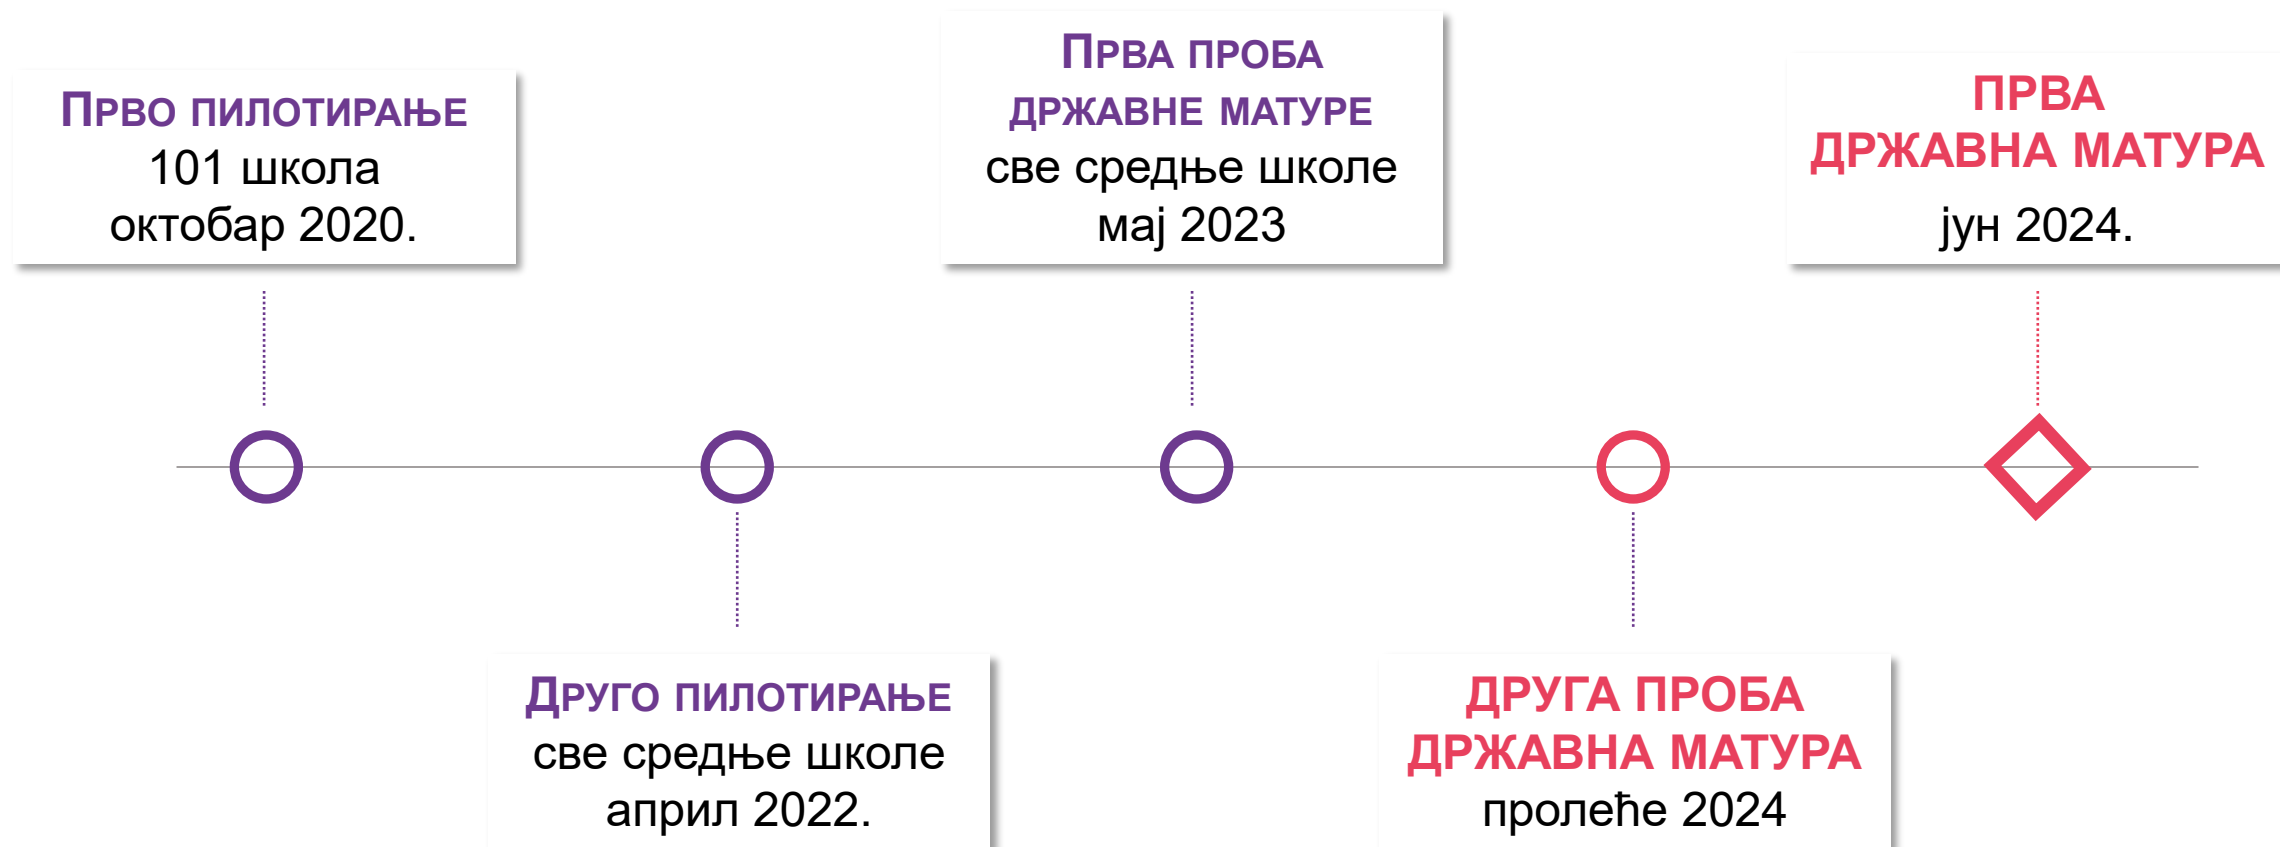 Прво пилотирање
101 школа
октобар 2020.
Друго пилотирање
све средње школе
април 2022.
Прва проба
државне матуре
све средње школе
мај 2023
ДРУГА ПРОБА
ДРЖАВНА МАТУРА
пролеће 2024
ПРВА
ДРЖАВНА МАТУРА
јун 2024.